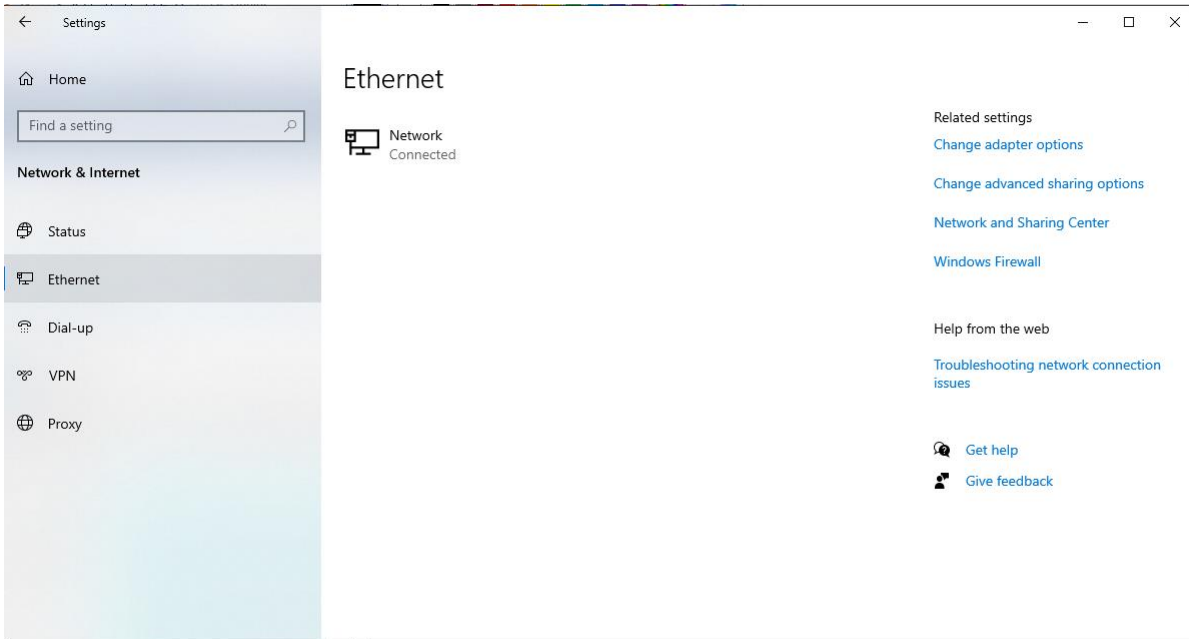 Settings
Home
Find a setting
Network & Internet
Status
Ethernet
Dial-up
VPN
Proxy
Ethernet
Network
Connected
Related settings
Change adapter options
Change advanced sharing options
Network and Sharing Center
Windows Firewall
Help from the web
Troubleshooting network connection
issues
Get help
Give feedback